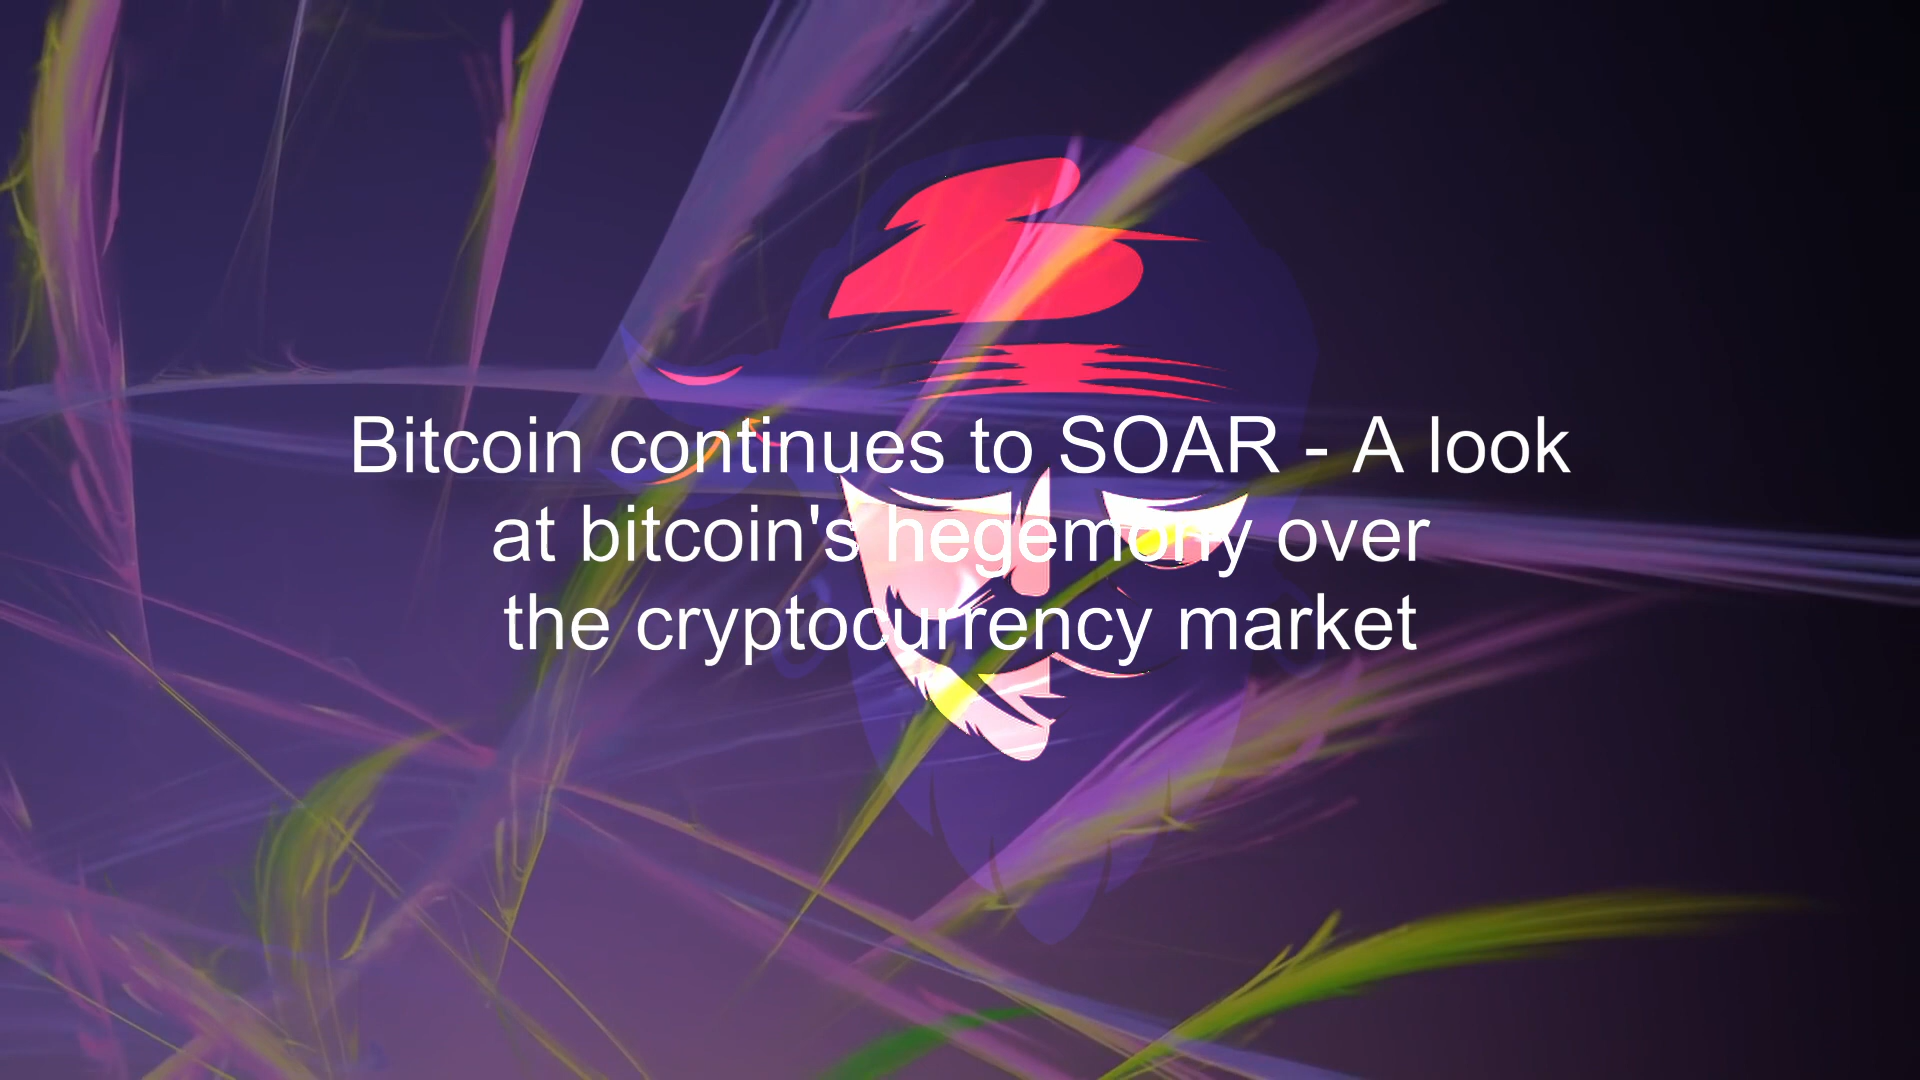 Bitcoin continues to SOAR - A look
at bitcoin's hegemony over
the cryptocurrency market